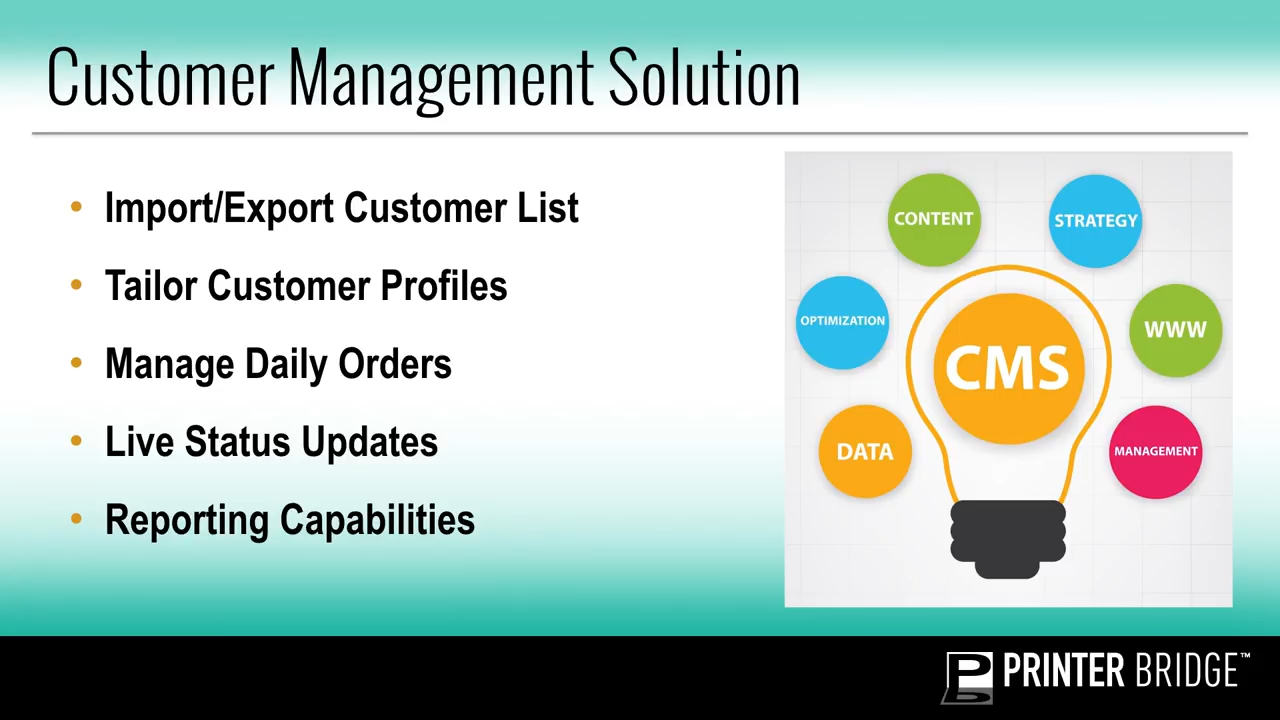 Customer Management Solution
• Import/Export Customer List
• Tailor Customer Profiles
• Manage Daily Orders
• Live Status Updates
• Reporting Capabilities
CONTENT
STRATEGY
OPTIMIZATION
WWW
CMS
DATA
MANAGEMENT
PRINTER BRIDGE™